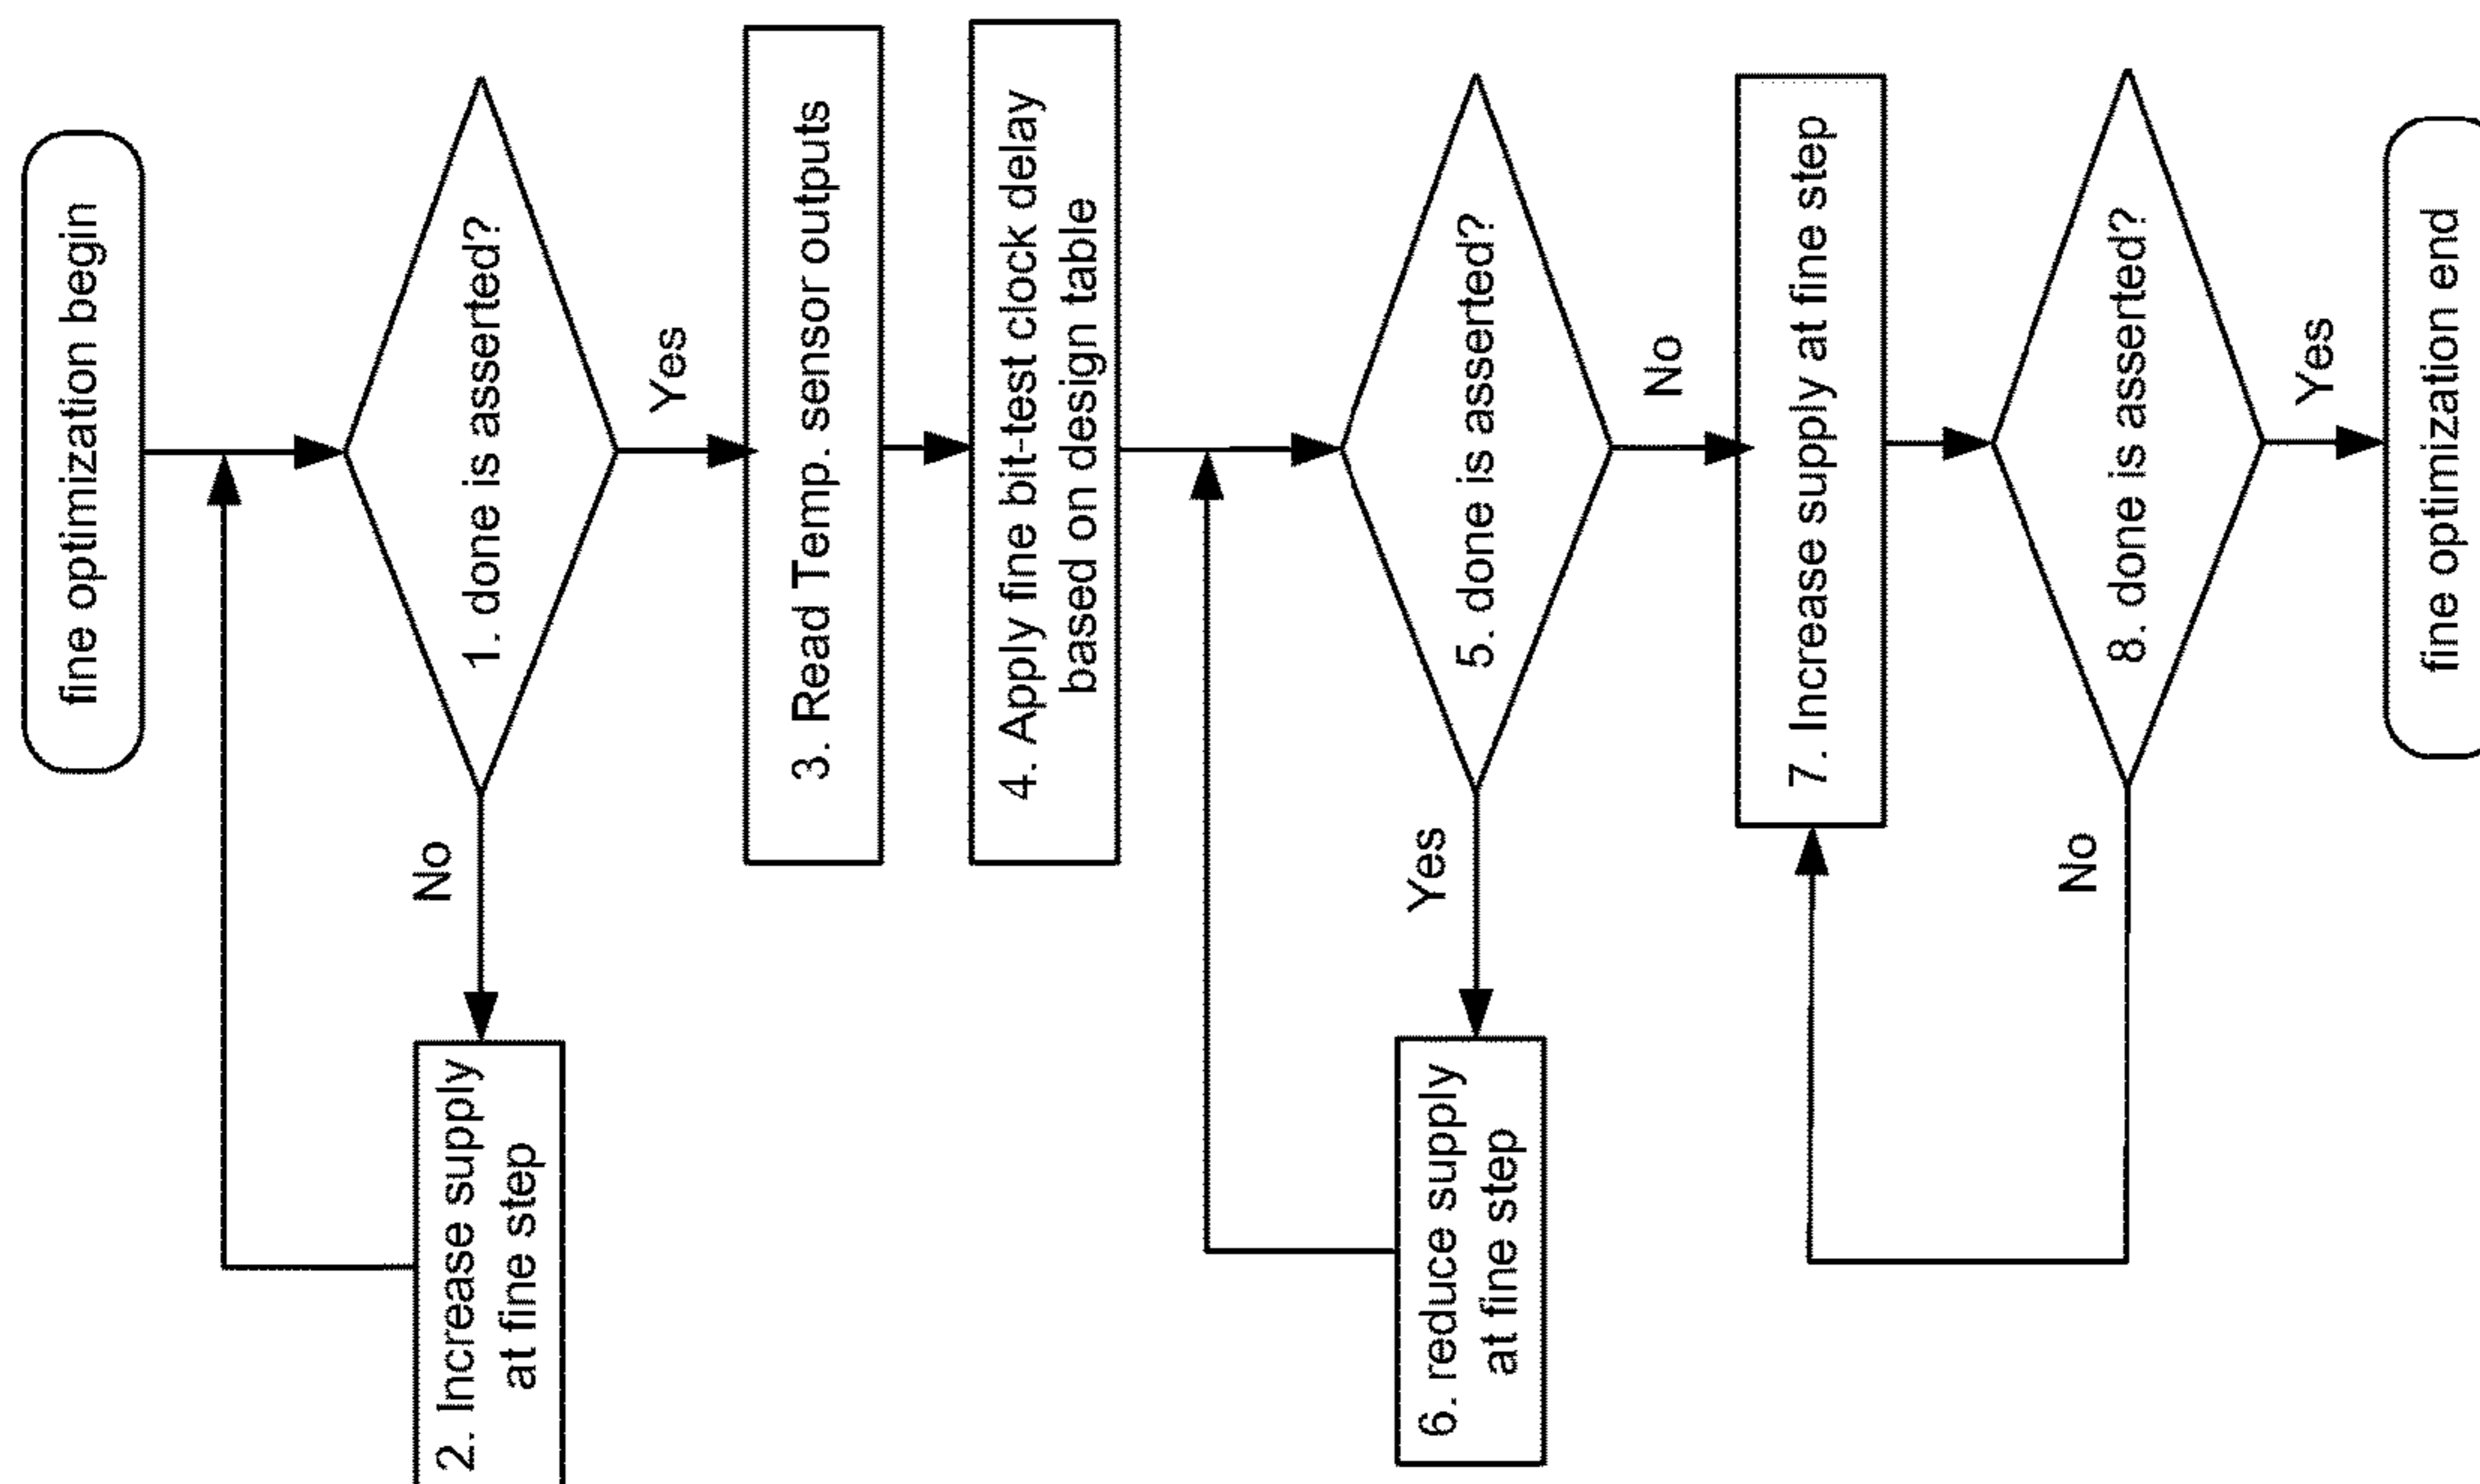 fine optimization begin
1. done is asserted?
No
Yes
2. Increase supply
at fine step
3. Read Temp. sensor outputs
4. Apply fine bit-test clock delay
based on design table
5. done is asserted?
Yes
No
6. reduce supply
at fine step
7. Increase supply at fine step
8. done is asserted?
No
Yes
fine optimization end